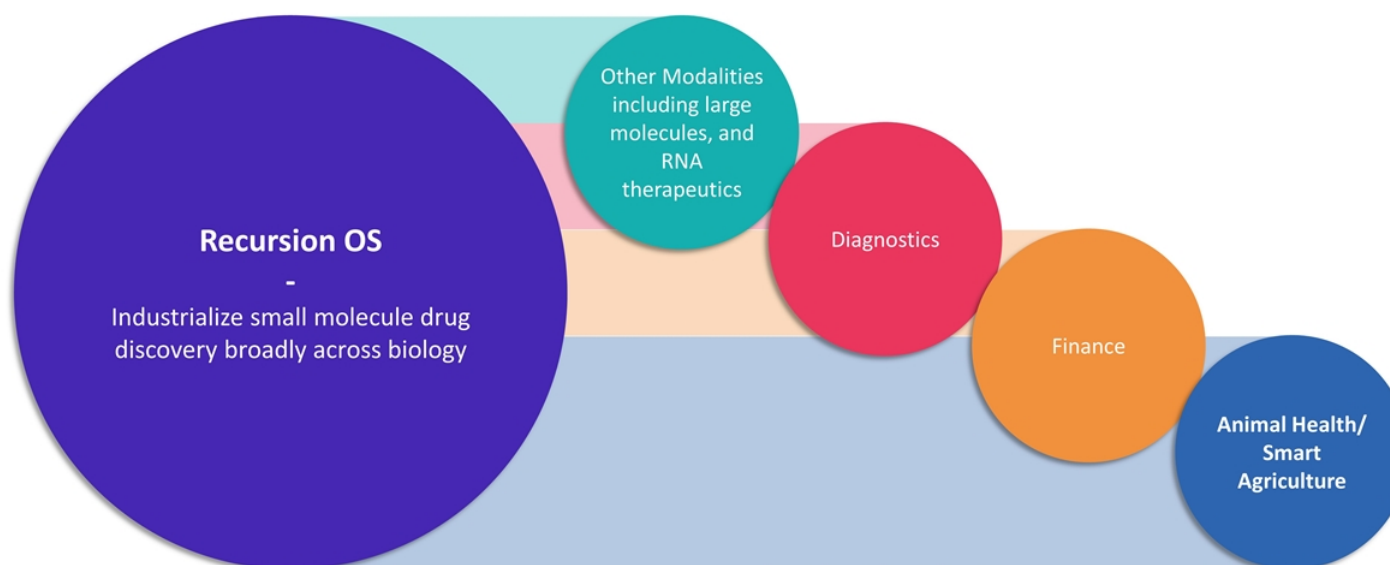 Recursion OS
-
Industrialize small molecule drug
discovery broadly across biology
Other Modalities
including large
molecules, and
RNA
therapeutics
Diagnostics
Finance
Animal Health/
Smart
Agriculture